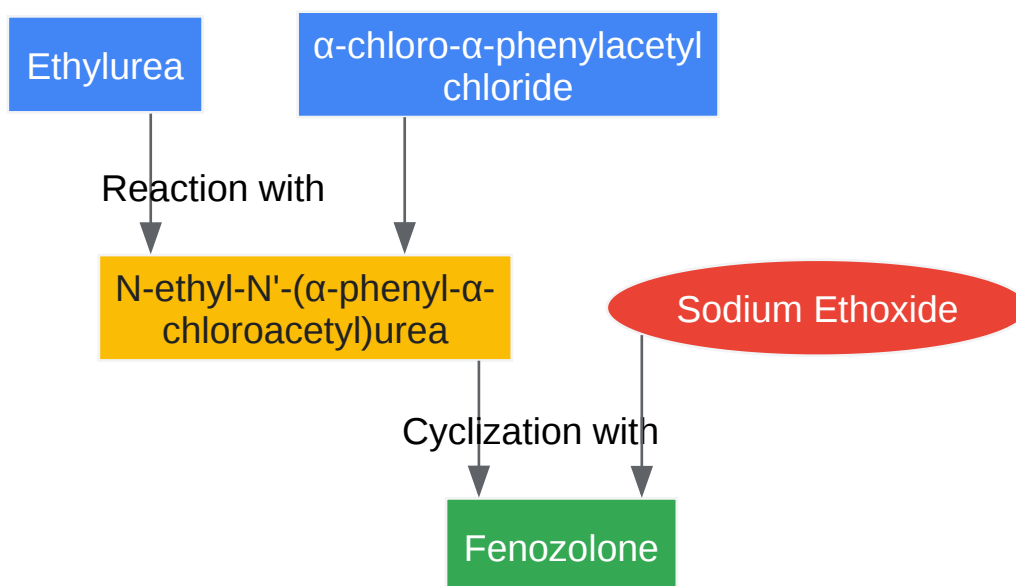 Ethylurea
α-chloro-α-phenylacetyl
chloride
Reaction with
N-ethyl-N'-(α-phenyl-α-
chloroacetyl)urea
Sodium Ethoxide
Cyclization with
Fenozolone